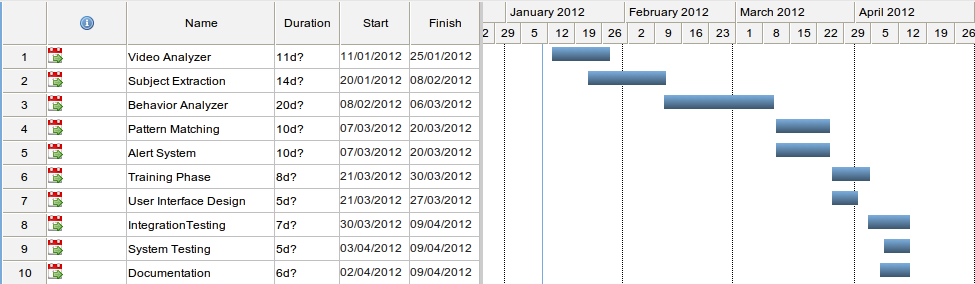 Name Duration Start Finish
January 2012 February 2012 March 2012 April 2012
2 29 5 12 19 26 2 9 16 23 1 8 15 22 29 5 12 19 26
1 Video Analyzer 11d? 11/01/2012 25/01/2012
2 Subject Extraction 14d? 20/01/2012 08/02/2012
3 Behavior Analyzer 20d? 08/02/2012 06/03/2012
4 Pattern Matching 10d? 07/03/2012 20/03/2012
5 Alert System 10d? 07/03/2012 20/03/2012
6 Training Phase 8d? 21/03/2012 30/03/2012
7 User Interface Design 5d? 21/03/2012 27/03/2012
8 IntegrationTesting 7d? 30/03/2012 09/04/2012
9 System Testing 5d? 03/04/2012 09/04/2012
10 Documentation 6d? 02/04/2012 09/04/2012